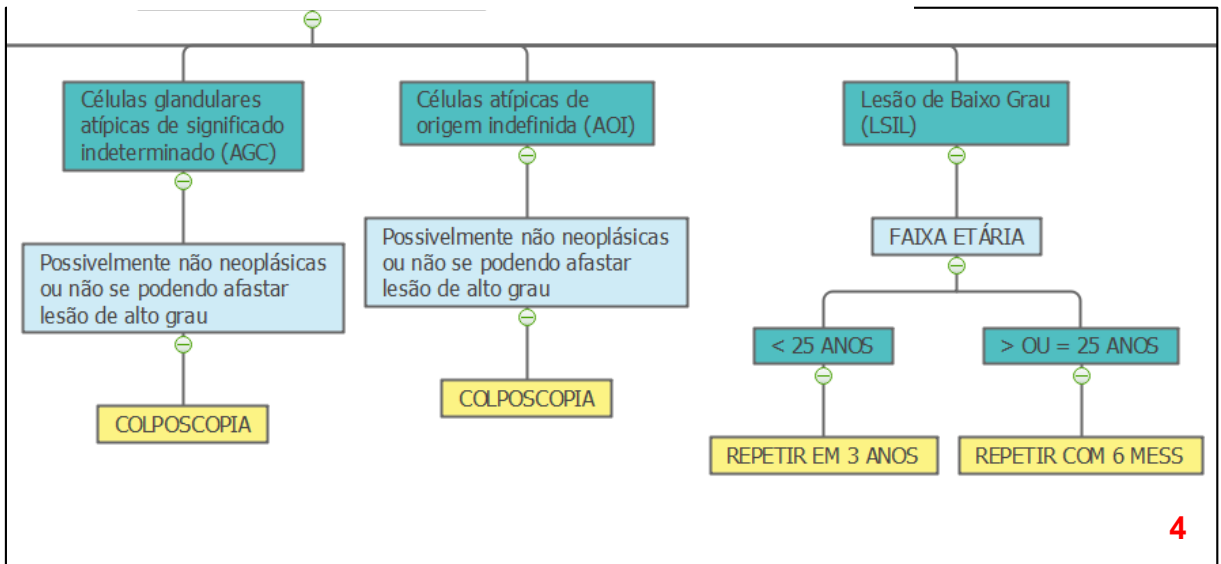 Células glandulares
atípicas de significado
indeterminado (AGC)
Possivelmente não neoplásicas
ou não se podendo afastar
lesão de alto grau
COLPOSCOPIA
Células atípicas de
origem indefinida (AOI)
Possivelmente não neoplásicas
ou não se podendo afastar
lesão de alto grau
COLPOSCOPIA
Lesão de Baixo Grau
(LSIL)
FAIXA ETÁRIA
< 25 ANOS
> OU = 25 ANOS
REPETIR EM 3 ANOS
REPETIR COM 6 MESS
4